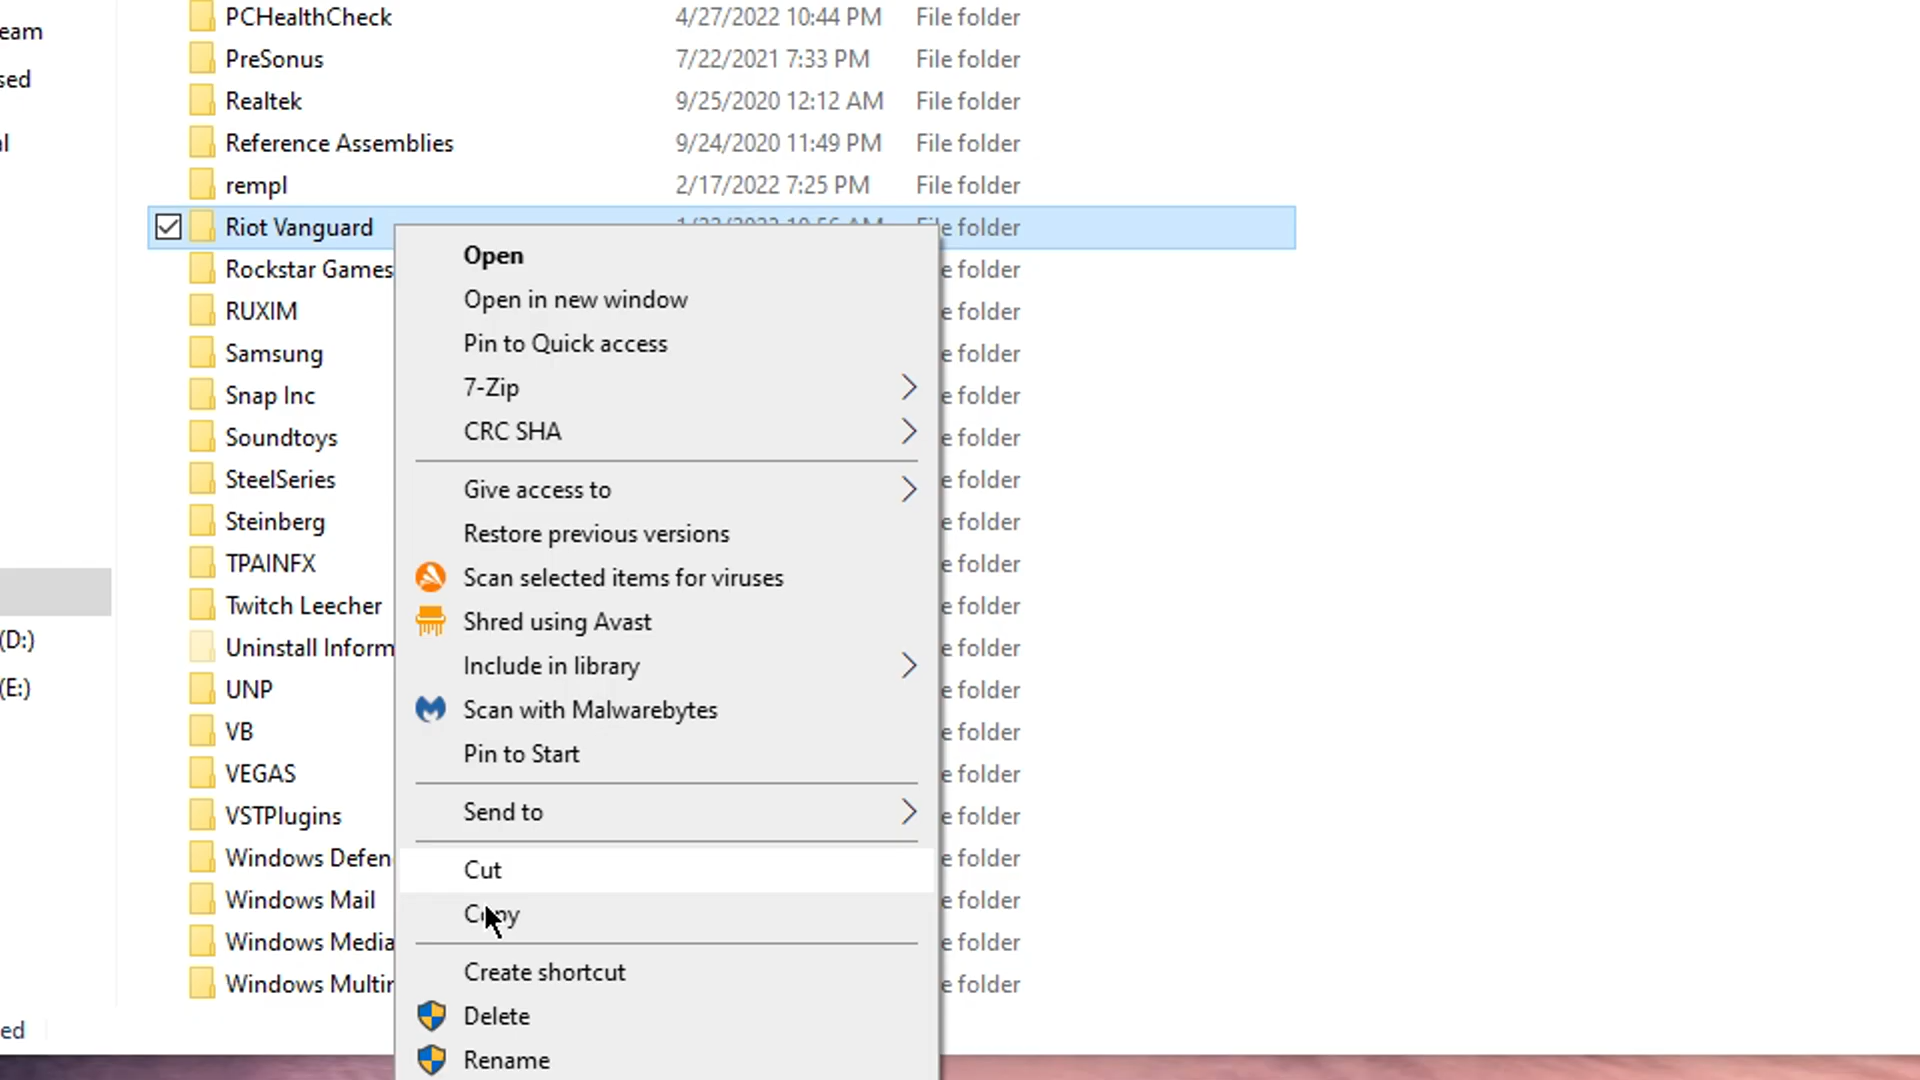 eam
sed
al
(D:)
(E:)
ed
PCHealthCheck 4/27/2022 10:44 PM File folder
PreSonus 7/22/2021 7:33 PM File folder
Realtek 9/25/2020 12:12 AM File folder
Reference Assemblies 9/24/2020 11:49 PM File folder
rempl 2/17/2022 7:25 PM File folder
Riot Vanguard e folder
Rockstar Games e folder
RUXIM e folder
Samsung e folder
Snap Inc e folder
Soundtoys e folder
SteelSeries e folder
Steinberg e folder
TPAINFX e folder
Twitch Leecher e folder
Uninstall Inform e folder
UNP e folder
VB e folder
VEGAS e folder
VSTPlugins e folder
Windows Defen e folder
Windows Mail e folder
Windows Media e folder
Windows Multir e folder
Open
Open in new window
Pin to Quick access
7-Zip
CRC SHA
Give access to
Restore previous versions
Scan selected items for viruses
Shred using Avast
Include in library
Scan with Malwarebytes
Pin to Start
Send to
Cut
Copy
Create shortcut
Delete
Rename